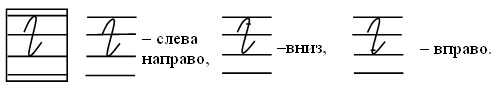 – слева
направо,
–вниз,
– вправо.